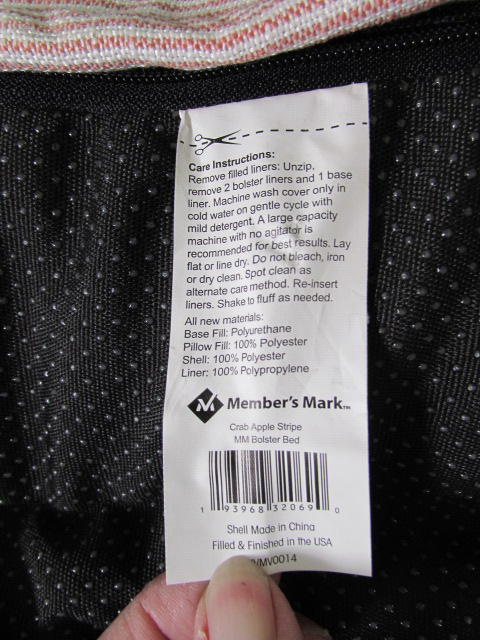 Care Instructions:
Remove filled liners: Unzip,
remove 2 bolster liners and 1 base
liner. Machine wash cover only in
cold water on gentle cycle with
mild detergent. A large capacity
machine with no agitator is
recommended for best results. Lay
flat or line dry. Do not bleach, iron
or dry clean. Spot clean as
alternate care method. Re-insert
liners. Shake to fluff as needed.
All new materials:
Base Fill: Polyurethane
Pillow Fill: 100% Polyester
Shell: 100% Polyester
Liner: 100% Polypropylene
M Member's Mark™
Crab Apple Stripe
MM Bolster Bed
1 93968 32069 0
Shell Made in China
Filled & Finished in the USA
/MV0014